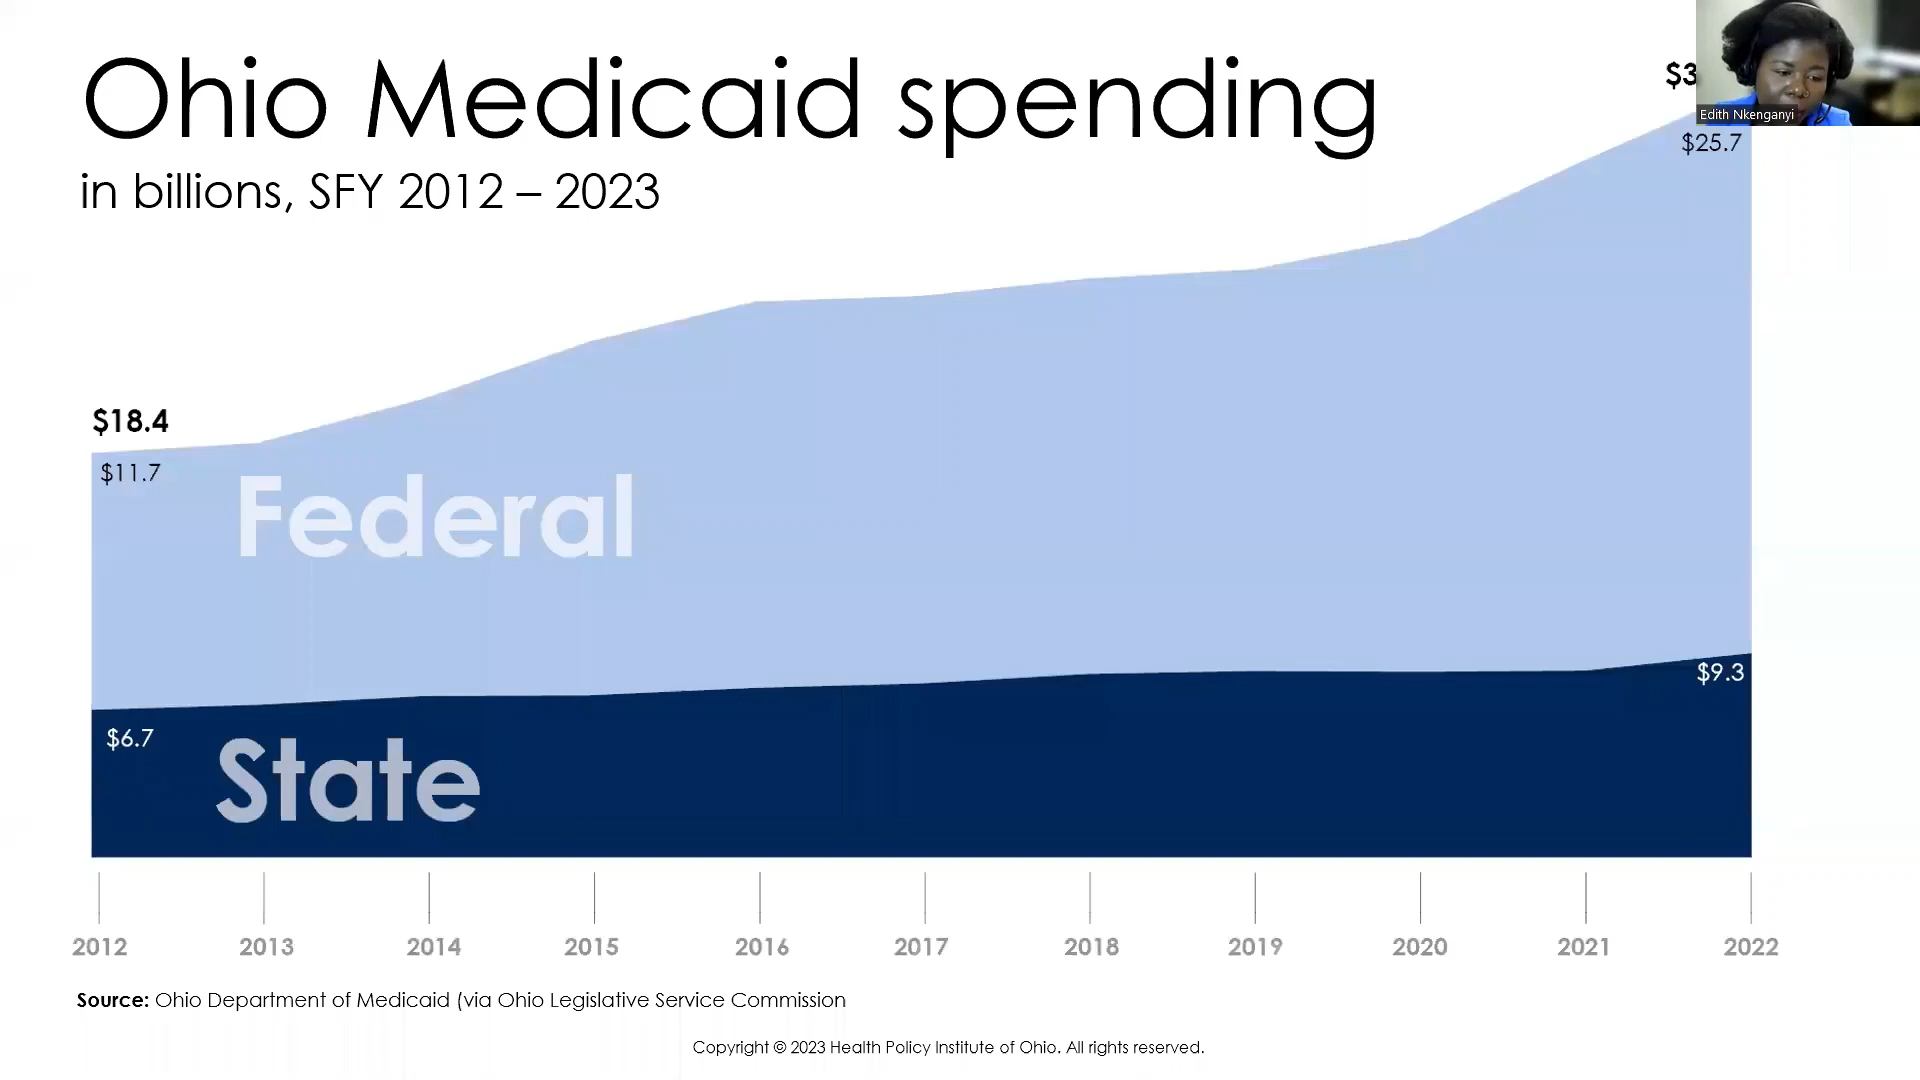 Ohio Medicaid spending
in billions, SFY 2012 – 2023
$3
Edith Nkenganyi
$25.7
$18.4
$11.7
Federal
$9.3
$6.7
State
2012 2013 2014 2015 2016 2017 2018 2019 2020 2021 2022
Source: Ohio Department of Medicaid (via Ohio Legislative Service Commission
Copyright © 2023 Health Policy Institute of Ohio. All rights reserved.